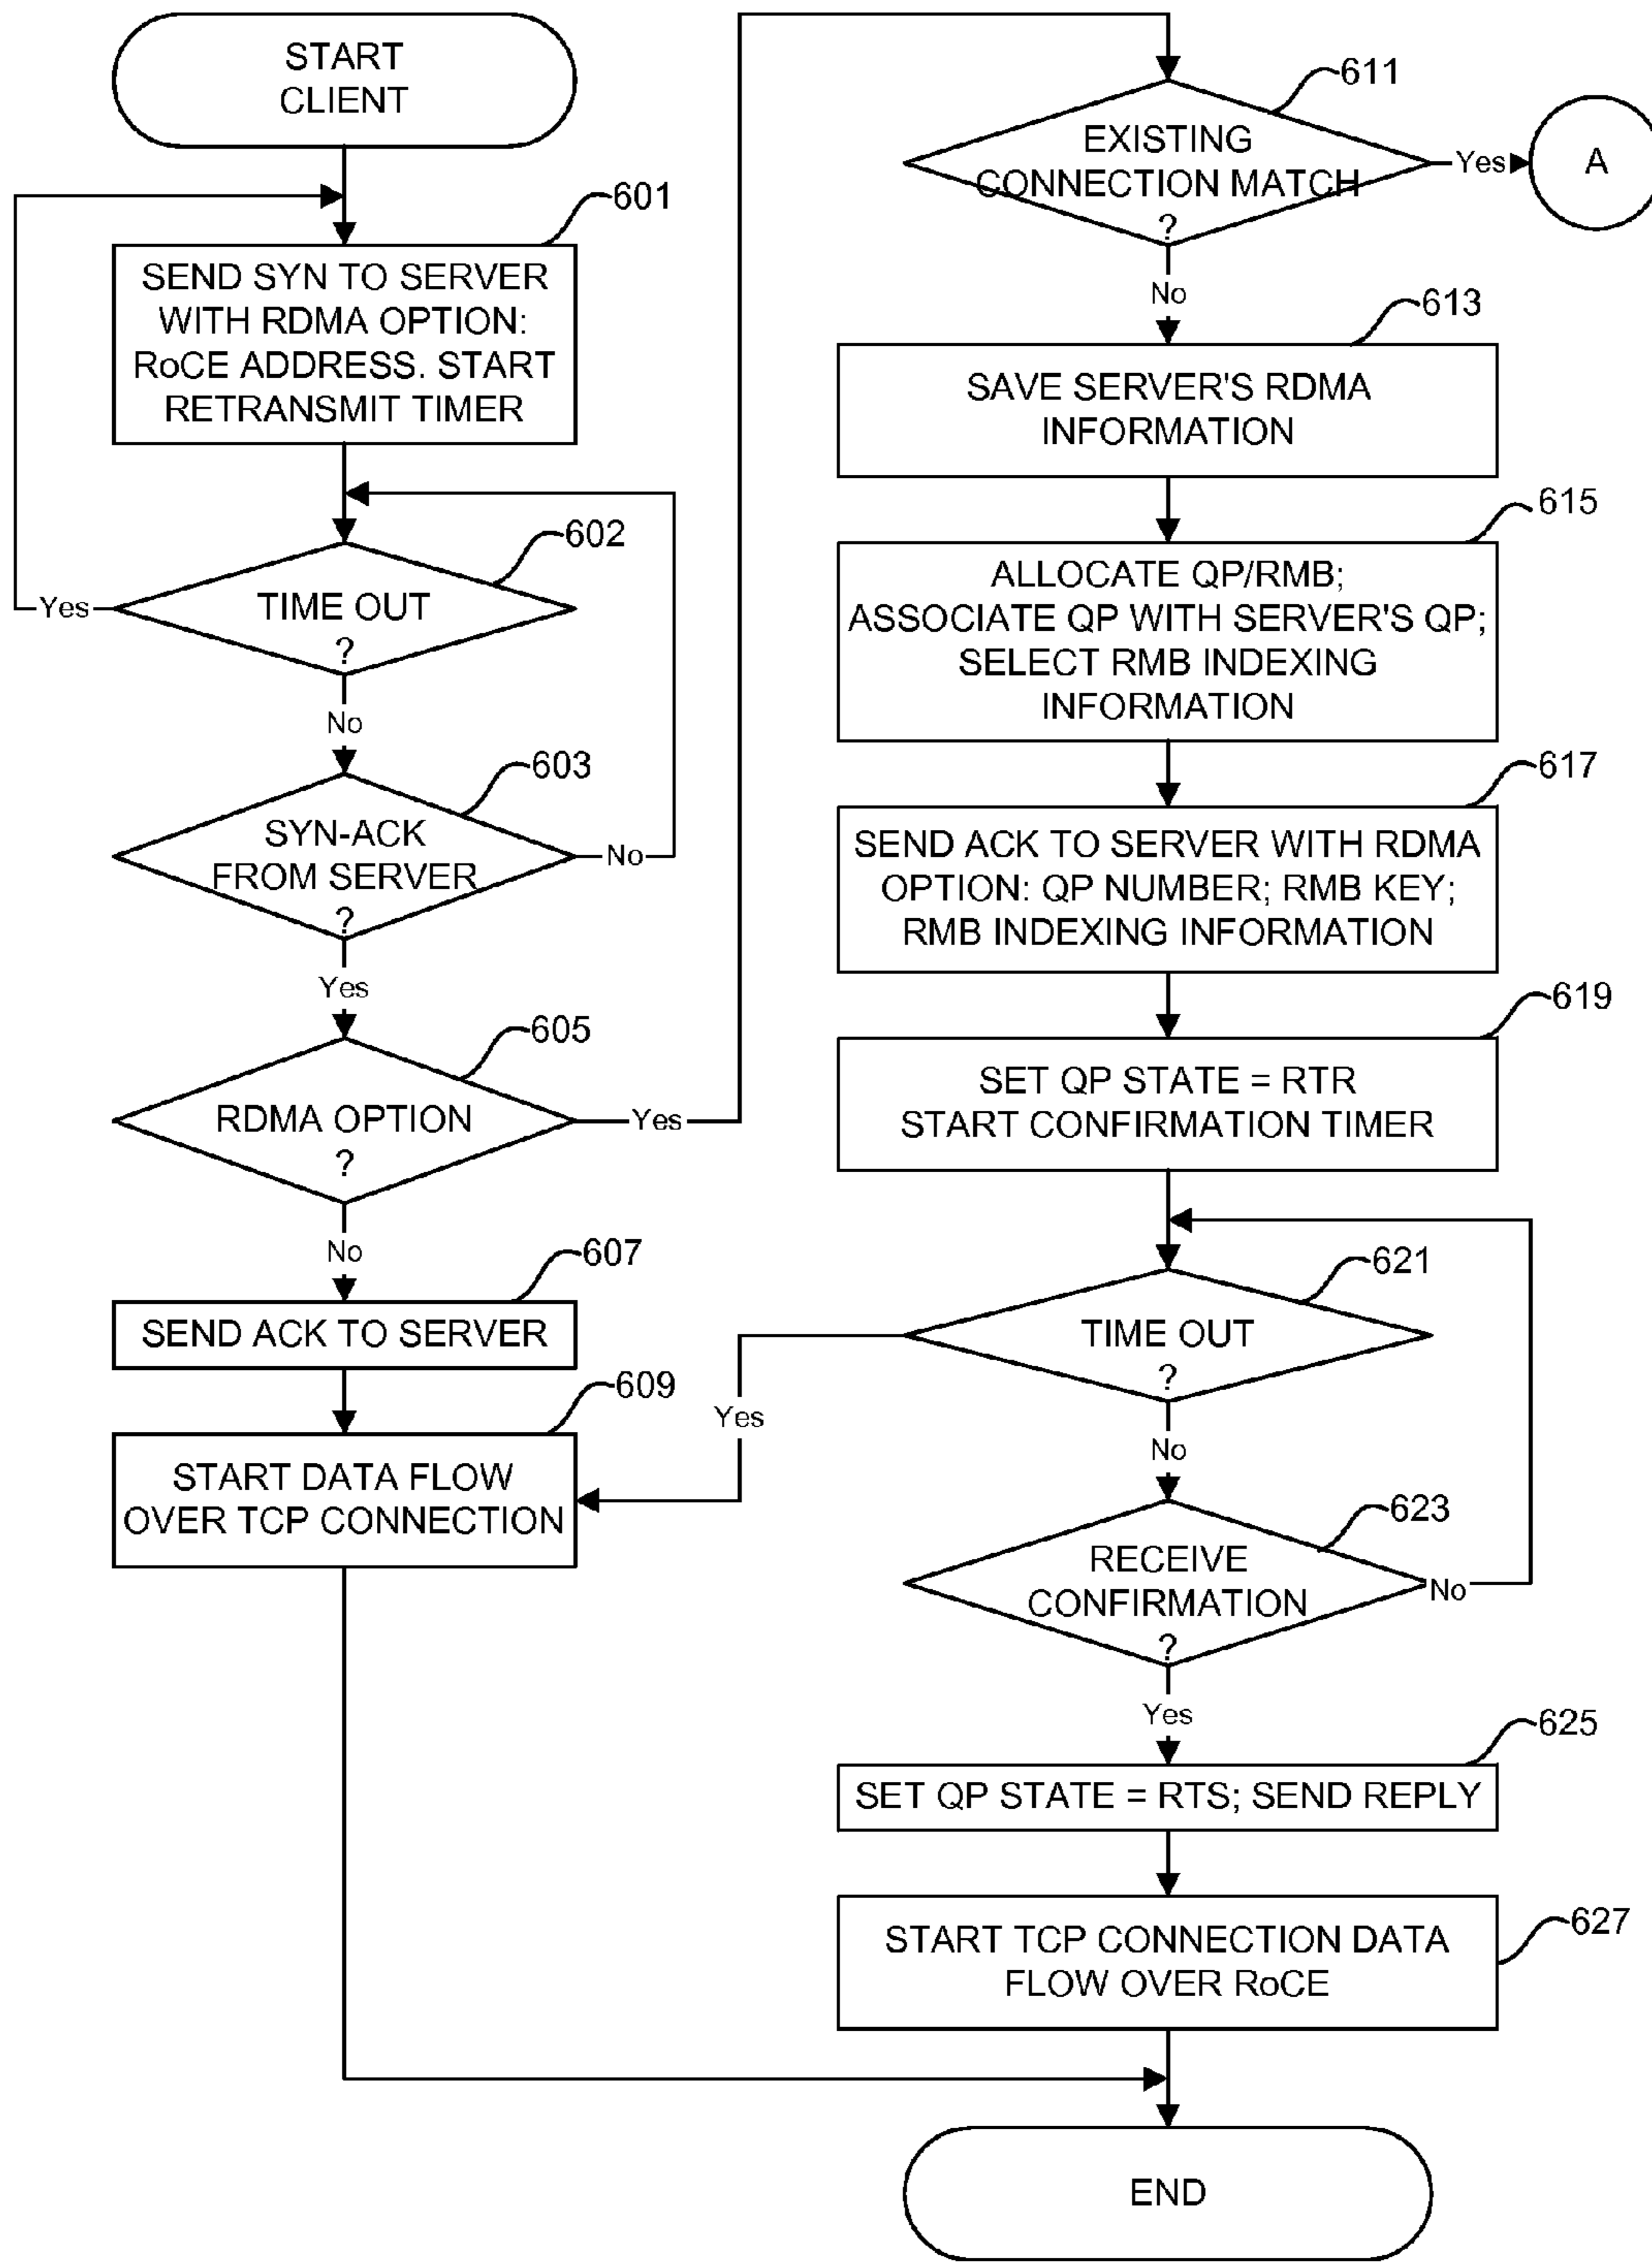 START
CLIENT
601
SEND SYN TO SERVER
WITH RDMA OPTION:
RoCE ADDRESS. START
RETRANSMIT TIMER
602
TIME OUT
?
Yes
No
603
SYN-ACK
FROM SERVER
?
No
Yes
605
RDMA OPTION
?
Yes
No
607
SEND ACK TO SERVER
609
START DATA FLOW
OVER TCP CONNECTION
611
EXISTING
CONNECTION MATCH
?
Yes
A
No
613
SAVE SERVER'S RDMA
INFORMATION
615
ALLOCATE QP/RMB;
ASSOCIATE QP WITH SERVER'S QP;
SELECT RMB INDEXING
INFORMATION
617
SEND ACK TO SERVER WITH RDMA
OPTION: QP NUMBER; RMB KEY;
RMB INDEXING INFORMATION
619
SET QP STATE = RTR
START CONFIRMATION TIMER
621
TIME OUT
?
Yes
No
623
RECEIVE
CONFIRMATION
?
No
Yes
625
SET QP STATE = RTS; SEND REPLY
627
START TCP CONNECTION DATA
FLOW OVER RoCE
END